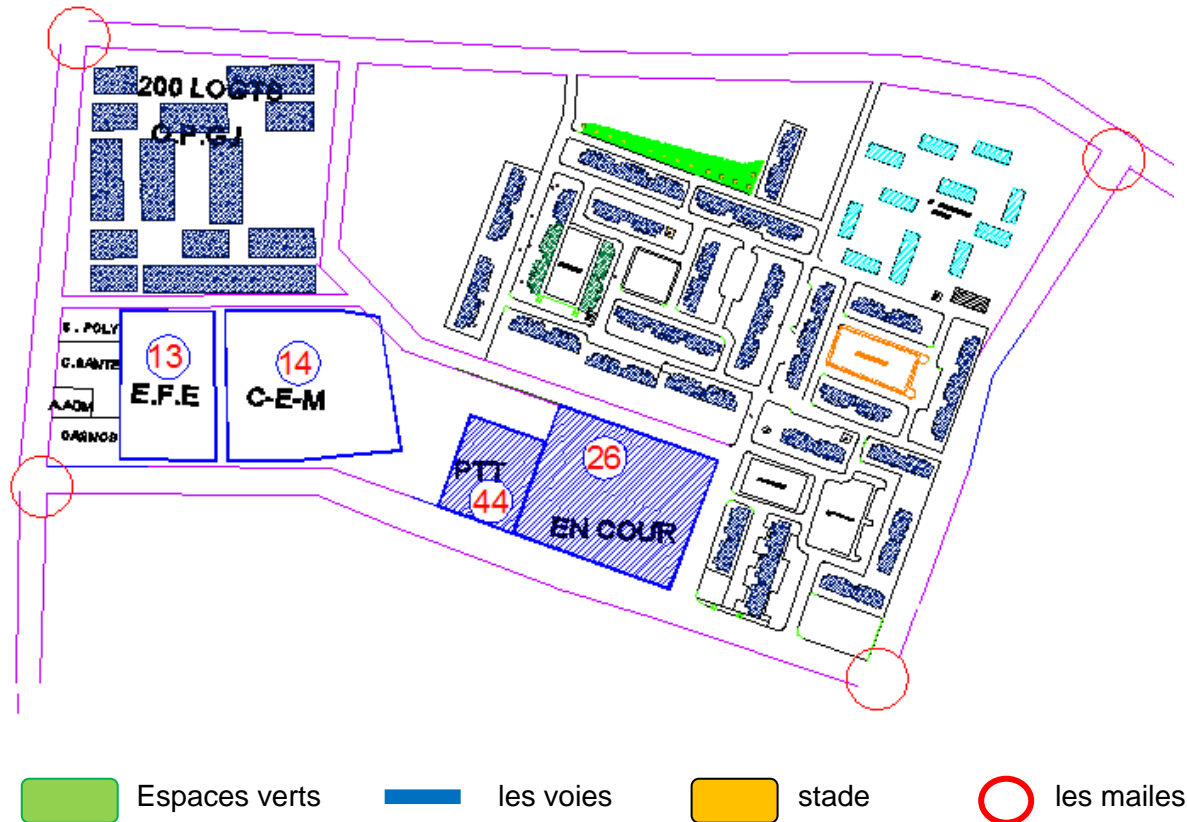 200 LOGTS
O.P.GJ
S . POLY
C.SANTE
A.ADM
13
E.F.E
14
C-E-M
26
PTT
44
EN COUR
Espaces verts
les voies
stade
les mailes